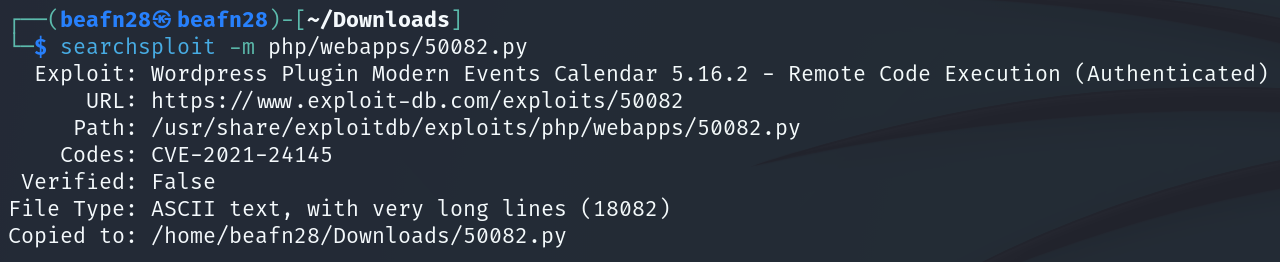 ┌──(beafn28㉿beafn28)-[~/Downloads]
└─$ searchsploit -m php/webapps/50082.py
  Exploit: Wordpress Plugin Modern Events Calendar 5.16.2 - Remote Code Execution (Authenticated)
      URL: https://www.exploit-db.com/exploits/50082
     Path: /usr/share/exploitdb/exploits/php/webapps/50082.py
    Codes: CVE-2021-24145
 Verified: False
File Type: ASCII text, with very long lines (18082)
Copied to: /home/beafn28/Downloads/50082.py